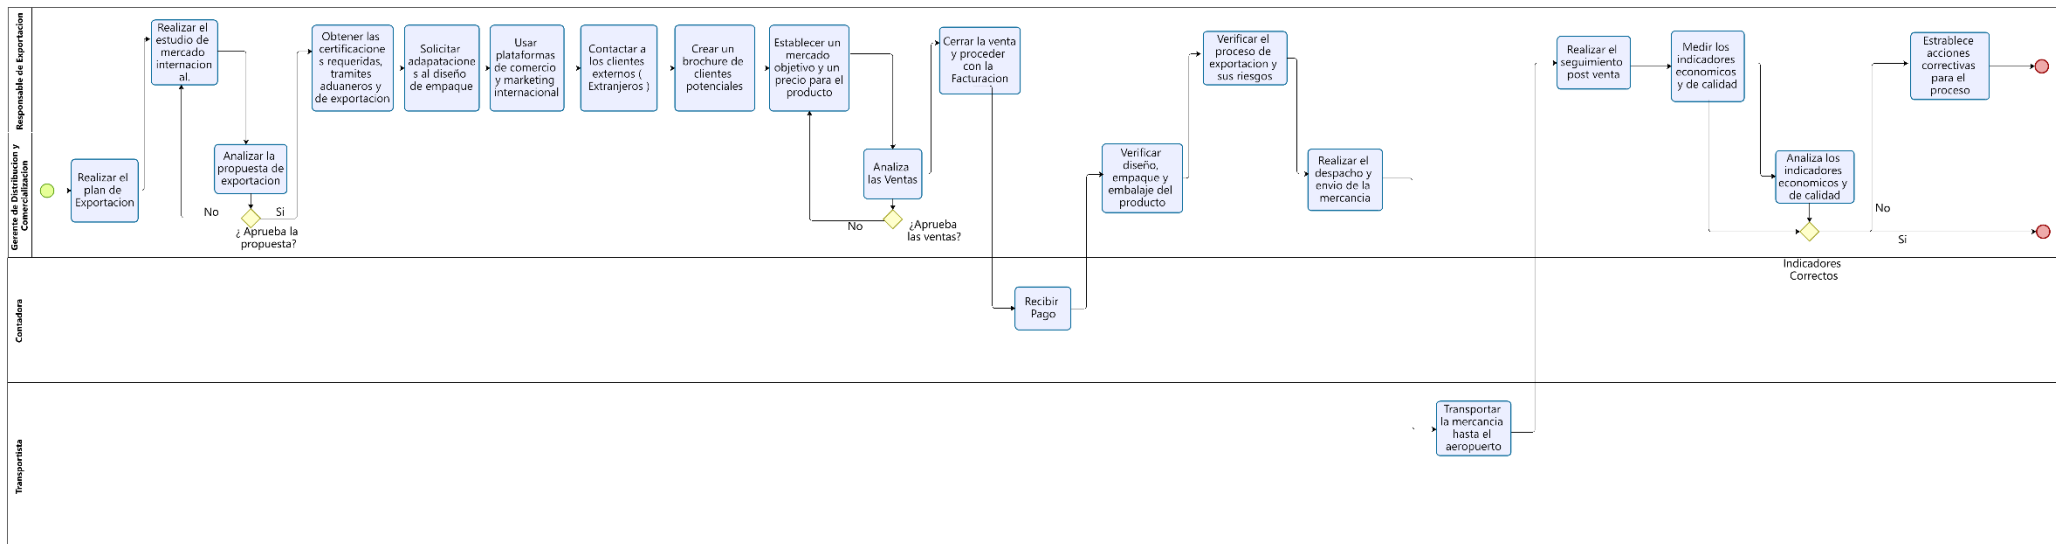 Responsable de Exportacion
Realizar el
estudio de
mercado
internacion
al.
Obtener las
certificacione
s requeridas,
tramites
aduaneros y
de exportacion
Solicitar
adapatacione
s al diseño
de empaque
Usar
plataformas
de comercio
y marketing
internacional
Contactar a
los clientes
externos (
Extranjeros )
Crear un
brochure de
clientes
potenciales
Establecer un
mercado
objetivo y un
precio para el
producto
Cerrar la venta
y proceder
con la
Facturacion
Verificar el
proceso de
exportacion y
sus riesgos
Realizar el
seguimiento
post venta
Medir los
indicadores
economicos
y de calidad
Estrablece
acciones
correctivas
para el
proceso
Gerente de Distribucion y
Comercializacion
Realizar el
plan de
Exportacion
Analizar la
propuesta de
exportacion
No
Si
¿ Aprueba la
propuesta?
Analiza
las Ventas
No
¿Aprueba
las ventas?
Verificar
diseño,
empaque y
embalaje del
producto
Realizar el
despacho y
envio de la
mercancia
Analiza los
indicadores
economicos y
de calidad
No
Si
Indicadores
Correctos
Contadora
Recibir
Pago
Transportista
Transportar
la mercancia
hasta el
aeropuerto